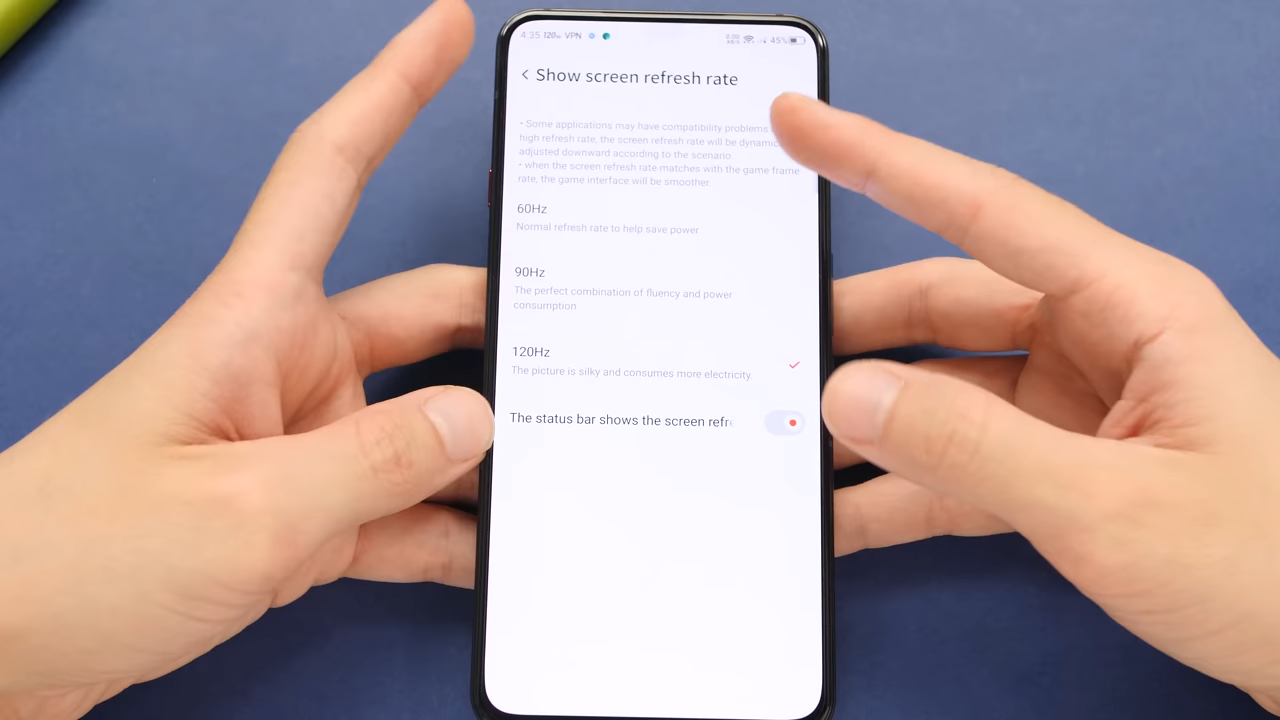 4:35 120Hz VPN 45%
Show screen refresh rate
• Some applications may have compatibility problems
high refresh rate, the screen refresh rate will be dynamic
adjusted downward according to the scenario
• when the screen refresh rate matches with the game frame
rate, the game interface will be smoother.
60Hz
Normal refresh rate to help save power
90Hz
The perfect combination of fluency and power
consumption
120Hz
The picture is silky and consumes more electricity.
The status bar shows the screen refr